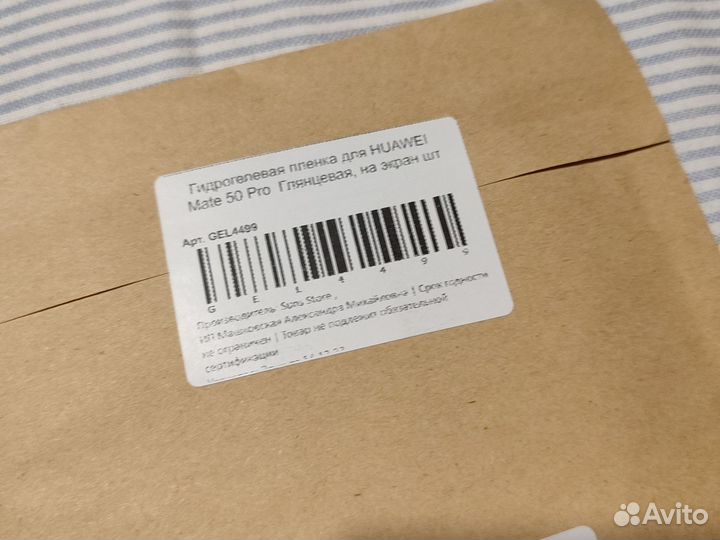 Гидрогелевая пленка для HUAWEI
Mate 50 Pro Глянцевая, на экран шт
Арт. GEL4499
G E L 4 4 9 9
Производитель: Suzu Store,
ИП Машковская Александра Михайловна | Срок годности
не ограничен | Товар не подлежит обязательной
сертификации
Avito